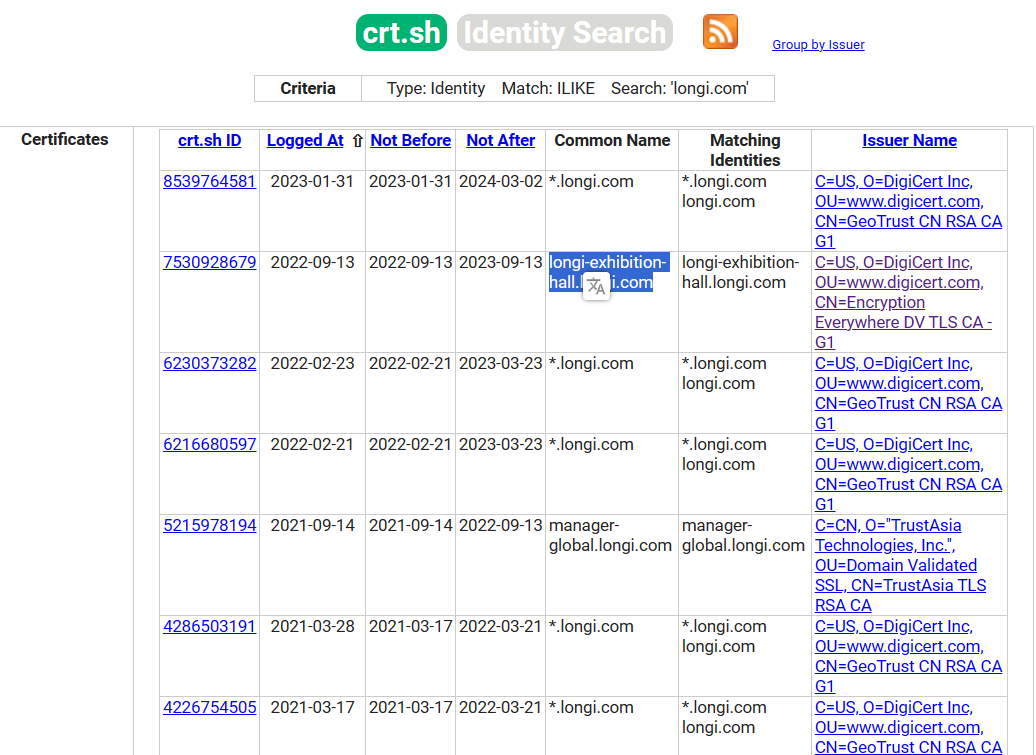 crt.sh Identity Search Group by Issuer
Criteria Type: Identity Match: ILIKE Search: 'longi.com'
Certificates crt.sh ID Logged At ⇧ Not Before Not After Common Name Matching Identities Issuer Name
8539764581 2023-01-31 2023-01-31 2024-03-02 *.longi.com *.longi.com C=US, O=DigiCert Inc,
longi.com OU=www.digicert.com,
CN=GeoTrust CN RSA CA
G1
7530928679 2022-09-13 2022-09-13 2023-09-13 longi-exhibition- longi-exhibition- C=US, O=DigiCert Inc,
hall. i.com hall.longi.com OU=www.digicert.com,
CN=Encryption
Everywhere DV TLS CA -
G1
6230373282 2022-02-23 2022-02-21 2023-03-23 *.longi.com *.longi.com C=US, O=DigiCert Inc,
longi.com OU=www.digicert.com,
CN=GeoTrust CN RSA CA
G1
6216680597 2022-02-21 2022-02-21 2023-03-23 *.longi.com *.longi.com C=US, O=DigiCert Inc,
longi.com OU=www.digicert.com,
CN=GeoTrust CN RSA CA
G1
5215978194 2021-09-14 2021-09-14 2022-09-13 manager- manager- C=CN, O="TrustAsia
global.longi.com global.longi.com Technologies, Inc.",
OU=Domain Validated
SSL, CN=TrustAsia TLS
RSA CA
4286503191 2021-03-28 2021-03-17 2022-03-21 *.longi.com *.longi.com C=US, O=DigiCert Inc,
longi.com OU=www.digicert.com,
CN=GeoTrust CN RSA CA
G1
4226754505 2021-03-17 2021-03-17 2022-03-21 *.longi.com *.longi.com C=US, O=DigiCert Inc,
longi.com OU=www.digicert.com,
CN=GeoTrust CN RSA CA